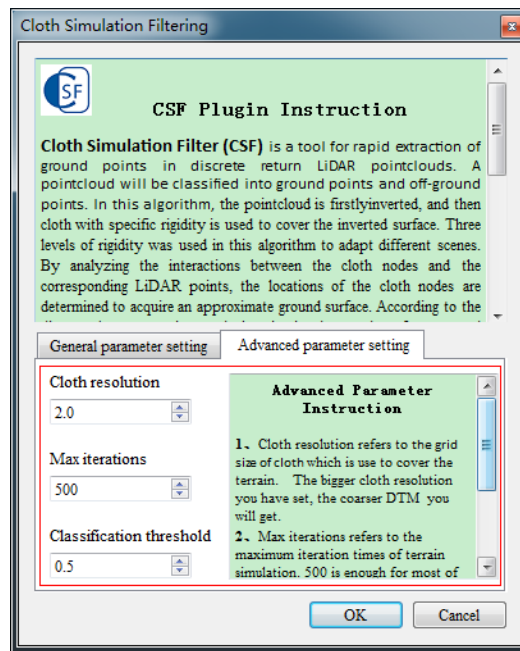 Cloth Simulation Filtering
CSF
CSF Plugin Instruction
Cloth Simulation Filter (CSF) is a tool for rapid extraction of
ground points in discrete return LiDAR pointclouds. A
pointcloud will be classified into ground points and off-ground
points. In this algorithm, the pointcloud is firstlyinverted, and then
cloth with specific rigidity is used to cover the inverted surface. Three
levels of rigidity was used in this algorithm to adapt different scenes.
By analyzing the interactions between the cloth nodes and the
corresponding LiDAR points, the locations of the cloth nodes are
determined to acquire an approximate ground surface. According to the
General parameter setting
Advanced parameter setting
Cloth resolution
2.0
Max iterations
500
Classification threshold
0.5
Advanced Parameter
Instruction
1、Cloth resolution refers to the grid
size of cloth which is use to cover the
terrain. The bigger cloth resolution
you have set, the coarser DTM you
will get.
2、Max iterations refers to the
maximum iteration times of terrain
simulation. 500 is enough for most of
OK
Cancel